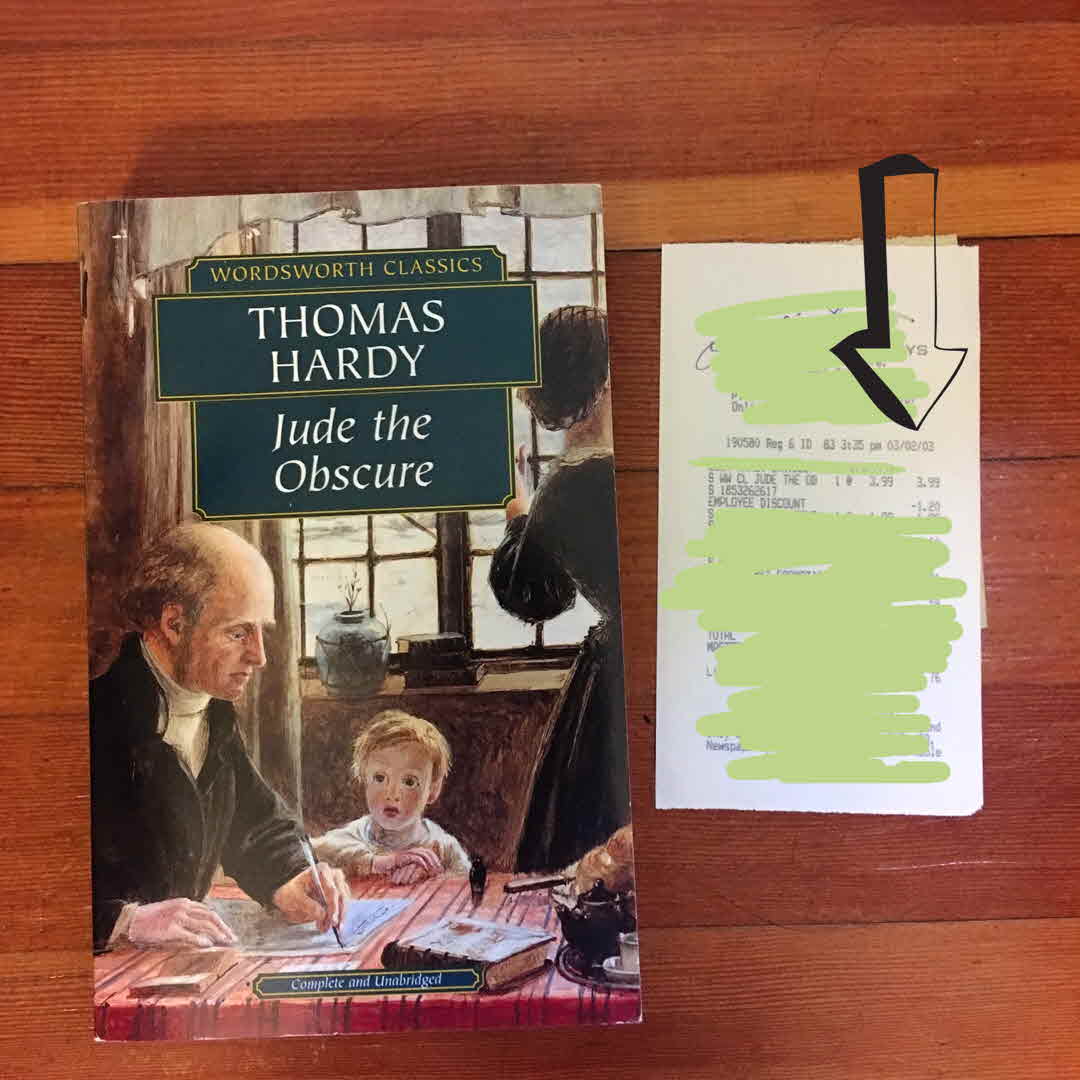 WORDSWORTH CLASSICS
THOMAS
HARDY
Jude the
Obscure
Complete and Unabridged
YS
190580 Reg 6 ID 83 3:35 pm 03/02/03
S WW CL JUDE THE OB 1 @ 3.99 3.99
S 1853262617
EMPLOYEE DISCOUNT -1.20
TOTAL